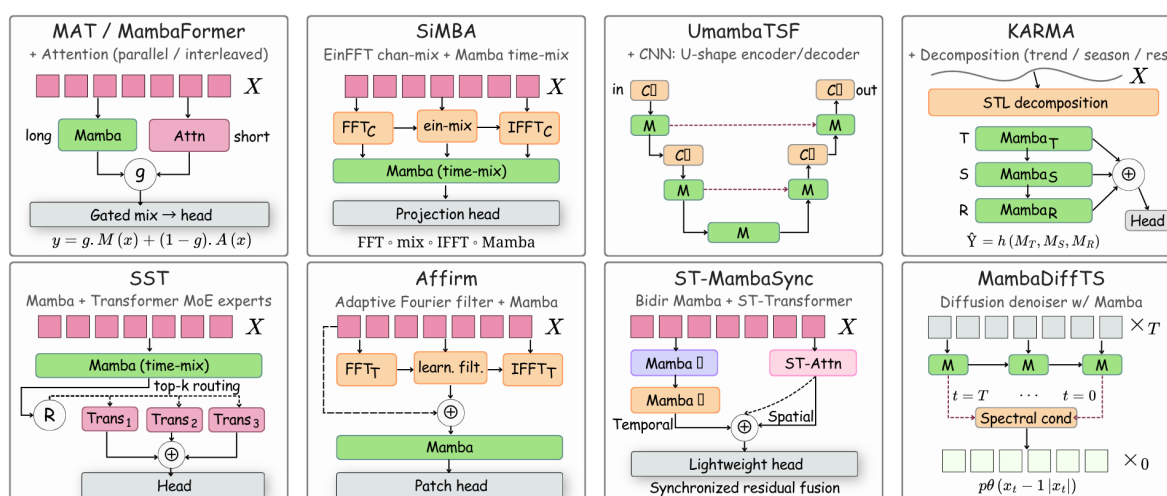 MAT / MambaFormer
+ Attention (parallel / interleaved)
X
long
Mamba
Attn
short
g
Gated mix → head
y = g. M (x) + (1 − g). A (x)
SiMBA
EinFFT chan-mix + Mamba time-mix
X
FFT_C
ein-mix
IFFT_C
Mamba (time-mix)
Projection head
FFT ∘ mix ∘ IFFT ∘ Mamba
UmambaTSF
+ CNN: U-shape encoder/decoder
in
C▯
C▯
out
M
M
C▯
C▯
M
M
M
KARMA
+ Decomposition (trend / season / res
X
STL decomposition
T
Mamba_T
S
Mamba_S
⊕
R
Mamba_R
Head
Ŷ = h (M_T, M_S, M_R)
SST
Mamba + Transformer MoE experts
X
Mamba (time-mix)
top-k routing
R
Trans₁
Trans₂
Trans₃
⊕
Head
Affirm
Adaptive Fourier filter + Mamba
X
FFT_T
learn. filt.
IFFT_T
⊕
Mamba
Patch head
ST-MambaSync
Bidir Mamba + ST-Transformer
X
Mamba ▯
ST-Attn
Mamba ▯
Temporal
Spatial
⊕
Lightweight head
Synchronized residual fusion
MambaDiffTS
Diffusion denoiser w/ Mamba
×_T
M
M
M
t = T
⋯
t = 0
Spectral cond
×₀
pθ (x_t − 1 |x_t|)